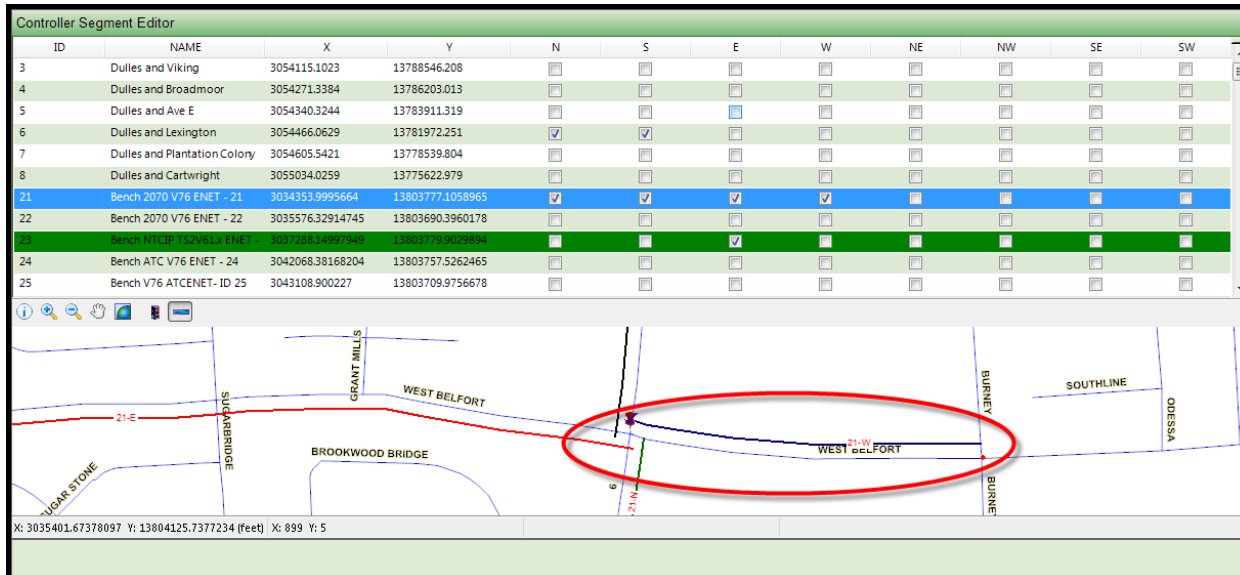 Controller Segment Editor
ID NAME X Y N S E W NE NW SE SW
3 Dulles and Viking 3054115.1023 13788546.208
4 Dulles and Broadmoor 3054271.3384 13786203.013
5 Dulles and Ave E 3054340.3244 13783911.319
6 Dulles and Lexington 3054466.0629 13781972.251
7 Dulles and Plantation Colony 3054605.5421 13778539.804
8 Dulles and Cartwright 3055034.0259 13775622.979
21 Bench 2070 V76 ENET - 21 3034353.9995664 13803777.1058965
22 Bench 2070 V76 ENET - 22 3035576.32914745 13803690.3960178
23 Bench NTCIP TS2V61.x ENET - 3037288.14997949 13803779.9029894
24 Bench ATC V76 ENET - 24 3042068.38168204 13803757.5262465
25 Bench V76 ATCENET- ID 25 3043108.900227 13803709.9756678
GRANT MILLS
WEST BELFORT
BURNEY
SOUTHLINE
ODESSA
SUGARBRIDGE
21-E
21-W
WEST BELFORT
BROOKWOOD BRIDGE
SUGAR STONE
6
21-N
BURNEY
X: 3035401.67378097 Y: 13804125.7377234 (feet) X: 899 Y: 5